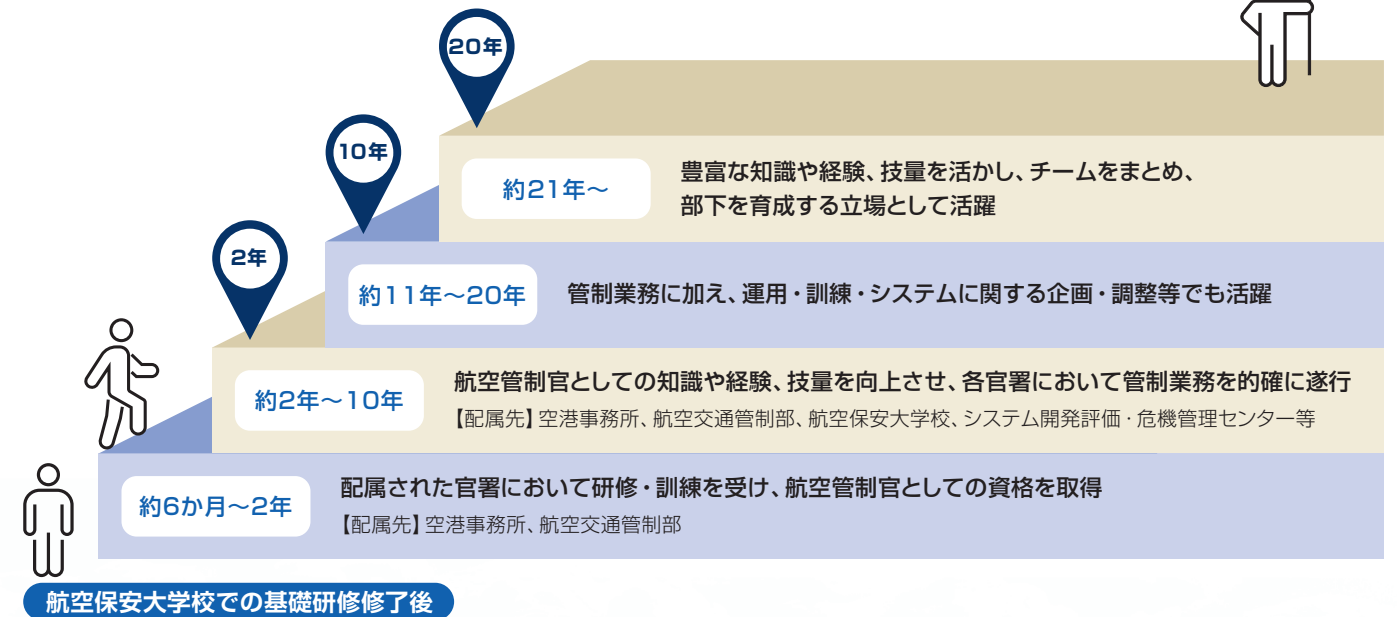 20年
約21年～
豊富な知識や経験、技量を活かし、チームをまとめ、
部下を育成する立場として活躍
10年
約11年～20年
管制業務に加え、運用・訓練・システムに関する企画・調整等でも活躍
2年
約2年～10年
航空管制官としての知識や経験、技量を向上させ、各官署において管制業務を的確に遂行
【配属先】空港事務所、航空交通管制部、航空保安大学校、システム開発評価・危機管理センター等
約6か月～2年
配属された官署において研修・訓練を受け、航空管制官としての資格を取得
【配属先】空港事務所、航空交通管制部
航空保安大学校での基礎研修修了後